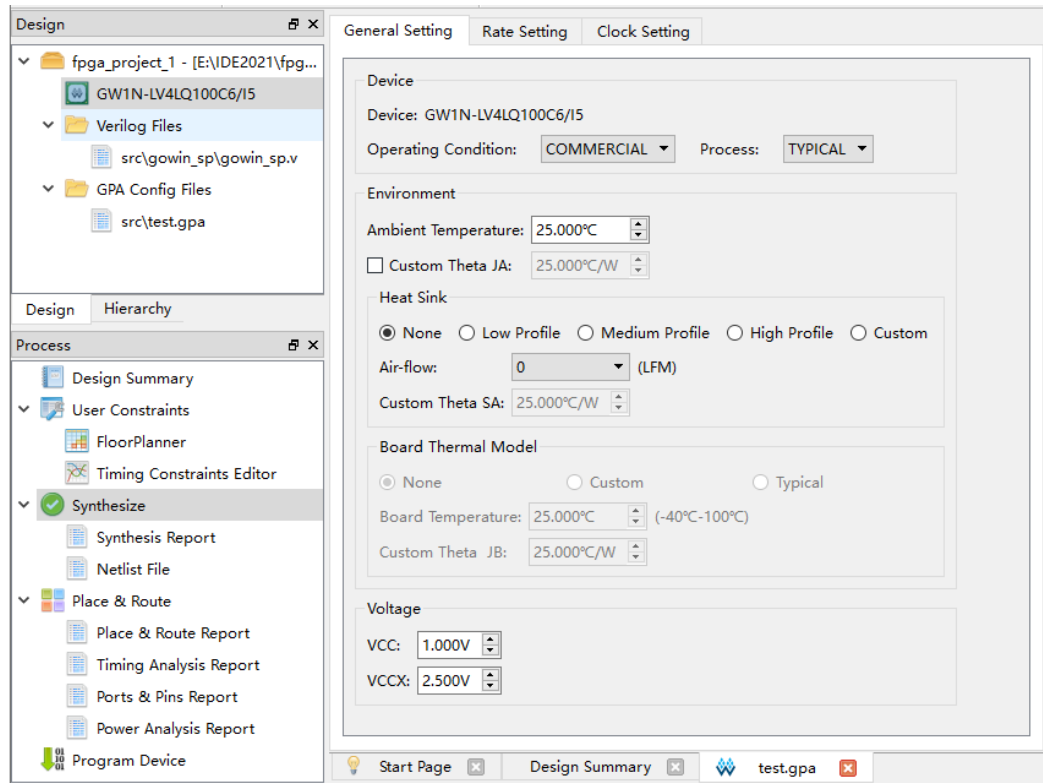 Design
fpga_project_1 - [E:\IDE2021\fpg...
GW1N-LV4LQ100C6/I5
Verilog Files
src\gowin_sp\gowin_sp.v
GPA Config Files
src\test.gpa
Design Hierarchy
Process
Design Summary
User Constraints
FloorPlanner
Timing Constraints Editor
Synthesize
Synthesis Report
Netlist File
Place & Route
Place & Route Report
Timing Analysis Report
Ports & Pins Report
Power Analysis Report
Program Device
General Setting Rate Setting Clock Setting
Device
Device: GW1N-LV4LQ100C6/I5
Operating Condition: COMMERCIAL Process: TYPICAL
Environment
Ambient Temperature: 25.000℃
Custom Theta JA: 25.000℃/W
Heat Sink
None Low Profile Medium Profile High Profile Custom
Air-flow: 0 (LFM)
Custom Theta SA: 25.000℃/W
Board Thermal Model
None Custom Typical
Board Temperature: 25.000℃ (-40℃-100℃)
Custom Theta JB: 25.000℃/W
Voltage
VCC: 1.000V
VCCX: 2.500V
Start Page Design Summary test.gpa